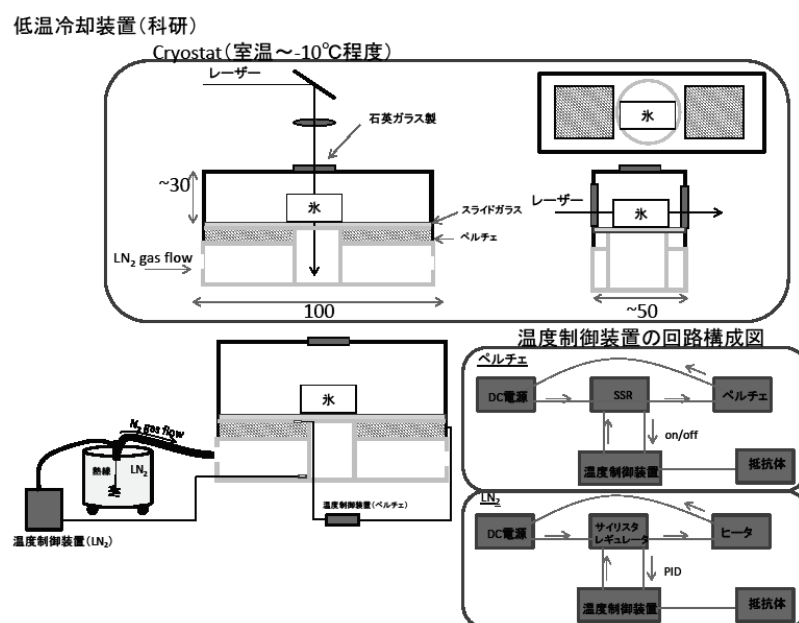 低温冷却装置(科研)
Cryostat(室温～-10℃程度)
レーザー
石英ガラス製
~30
氷
スライドガラス
ペルチェ
LN₂ gas flow
100
氷
レーザー
氷
~50
温度制御装置の回路構成図
氷
N₂ gas flow
熱線
LN₂
温度制御装置(LN₂)
温度制御装置(ペルチェ)
ペルチェ
DC電源
SSR
ペルチェ
on/off
温度制御装置
抵抗体
LN₂
DC電源
サイリスタ
レギュレータ
ヒータ
PID
温度制御装置
抵抗体